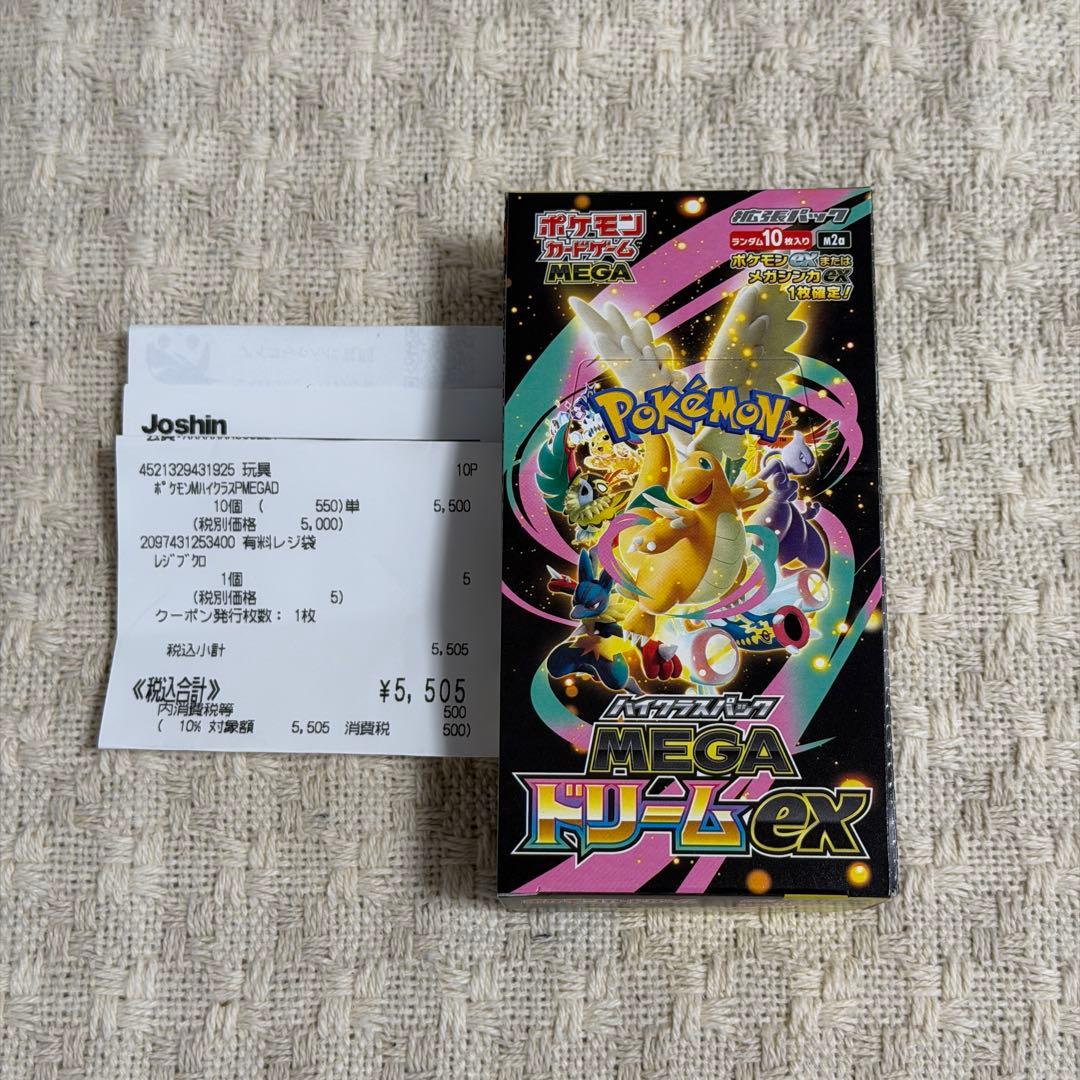 Joshin
4521329431925 玩具 10P
ポケモンMハイクラスPMEGAD
10個 ( 550)単 5,500
(税別価格 5,000)
2097431253400 有料レジ袋
レジブクロ
1個 5
(税別価格 5)
クーポン発行枚数： 1枚
税込小計 5,505
《税込合計》 ¥5,505
内消費税等 500
( 10% 対象額 5,505 消費税 500)
ポケモン
カードゲーム
MEGA
拡張パック
ランダム10枚入り m2a
ポケモンexまたは
メガシンカex
1枚確定！
POKÉMON
ハイクラスパック
MEGA
ドリームex